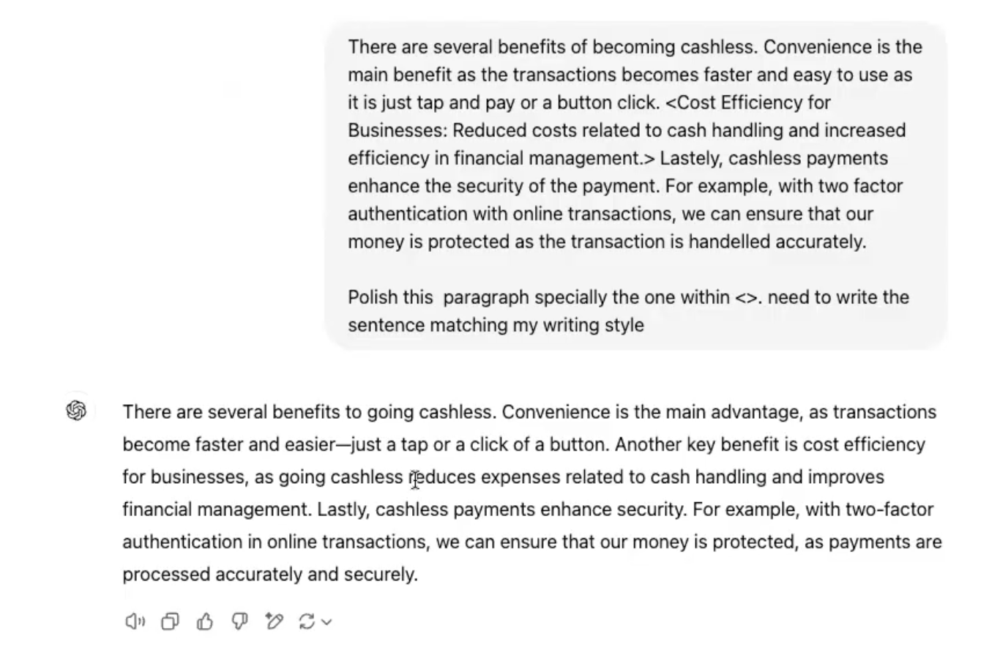 There are several benefits of becoming cashless. Convenience is the
main benefit as the transactions becomes faster and easy to use as
it is just tap and pay or a button click. <Cost Efficiency for
Businesses: Reduced costs related to cash handling and increased
efficiency in financial management.> Lastely, cashless payments
enhance the security of the payment. For example, with two factor
authentication with online transactions, we can ensure that our
money is protected as the transaction is handelled accurately.
Polish this  paragraph specially the one within <>. need to write the
sentence matching my writing style
There are several benefits to going cashless. Convenience is the main advantage, as transactions
become faster and easier—just a tap or a click of a button. Another key benefit is cost efficiency
for businesses, as going cashless reduces expenses related to cash handling and improves
financial management. Lastly, cashless payments enhance security. For example, with two-factor
authentication in online transactions, we can ensure that our money is protected, as payments are
processed accurately and securely.